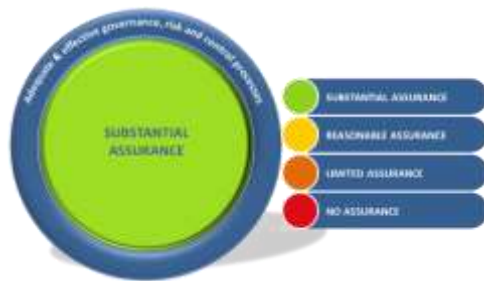 Adequate & effective governance, risk and control processes
SUBSTANTIAL
ASSURANCE
SUBSTANTIAL ASSURANCE
REASONABLE ASSURANCE
LIMITED ASSURANCE
NO ASSURANCE